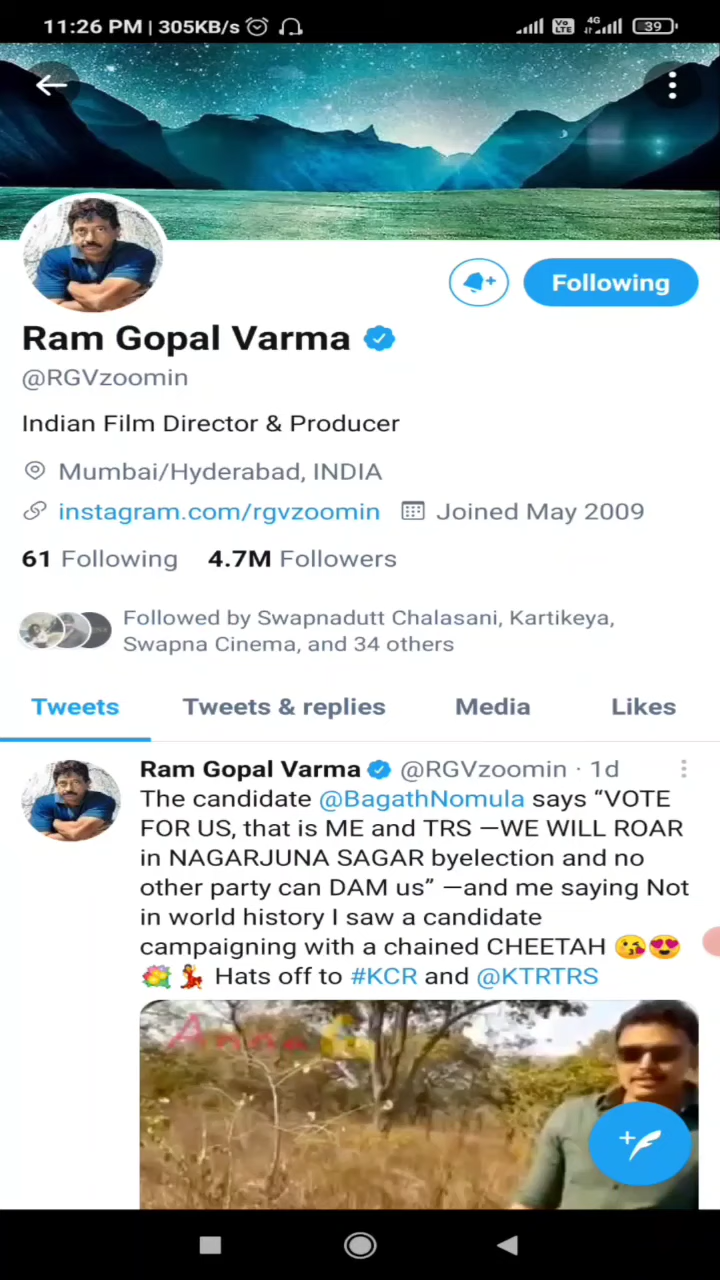 11:26 PM | 305KB/s
Vo LTE 4G 39
Ram Gopal Varma
@RGVzoomin
Indian Film Director & Producer
Mumbai/Hyderabad, INDIA
instagram.com/rgvzoomin Joined May 2009
61 Following 4.7M Followers
Following
Followed by Swapnadutt Chalasani, Kartikeya,
Swapna Cinema, and 34 others
Tweets Tweets & replies Media Likes
Ram Gopal Varma @RGVzoomin · 1d
The candidate @BagathNomula says “VOTE
FOR US, that is ME and TRS —WE WILL ROAR
in NAGARJUNA SAGAR byelection and no
other party can DAM us” —and me saying Not
in world history I saw a candidate
campaigning with a chained CHEETAH 😘😍
💐💃 Hats off to #KCR and @KTRTRS
Anna